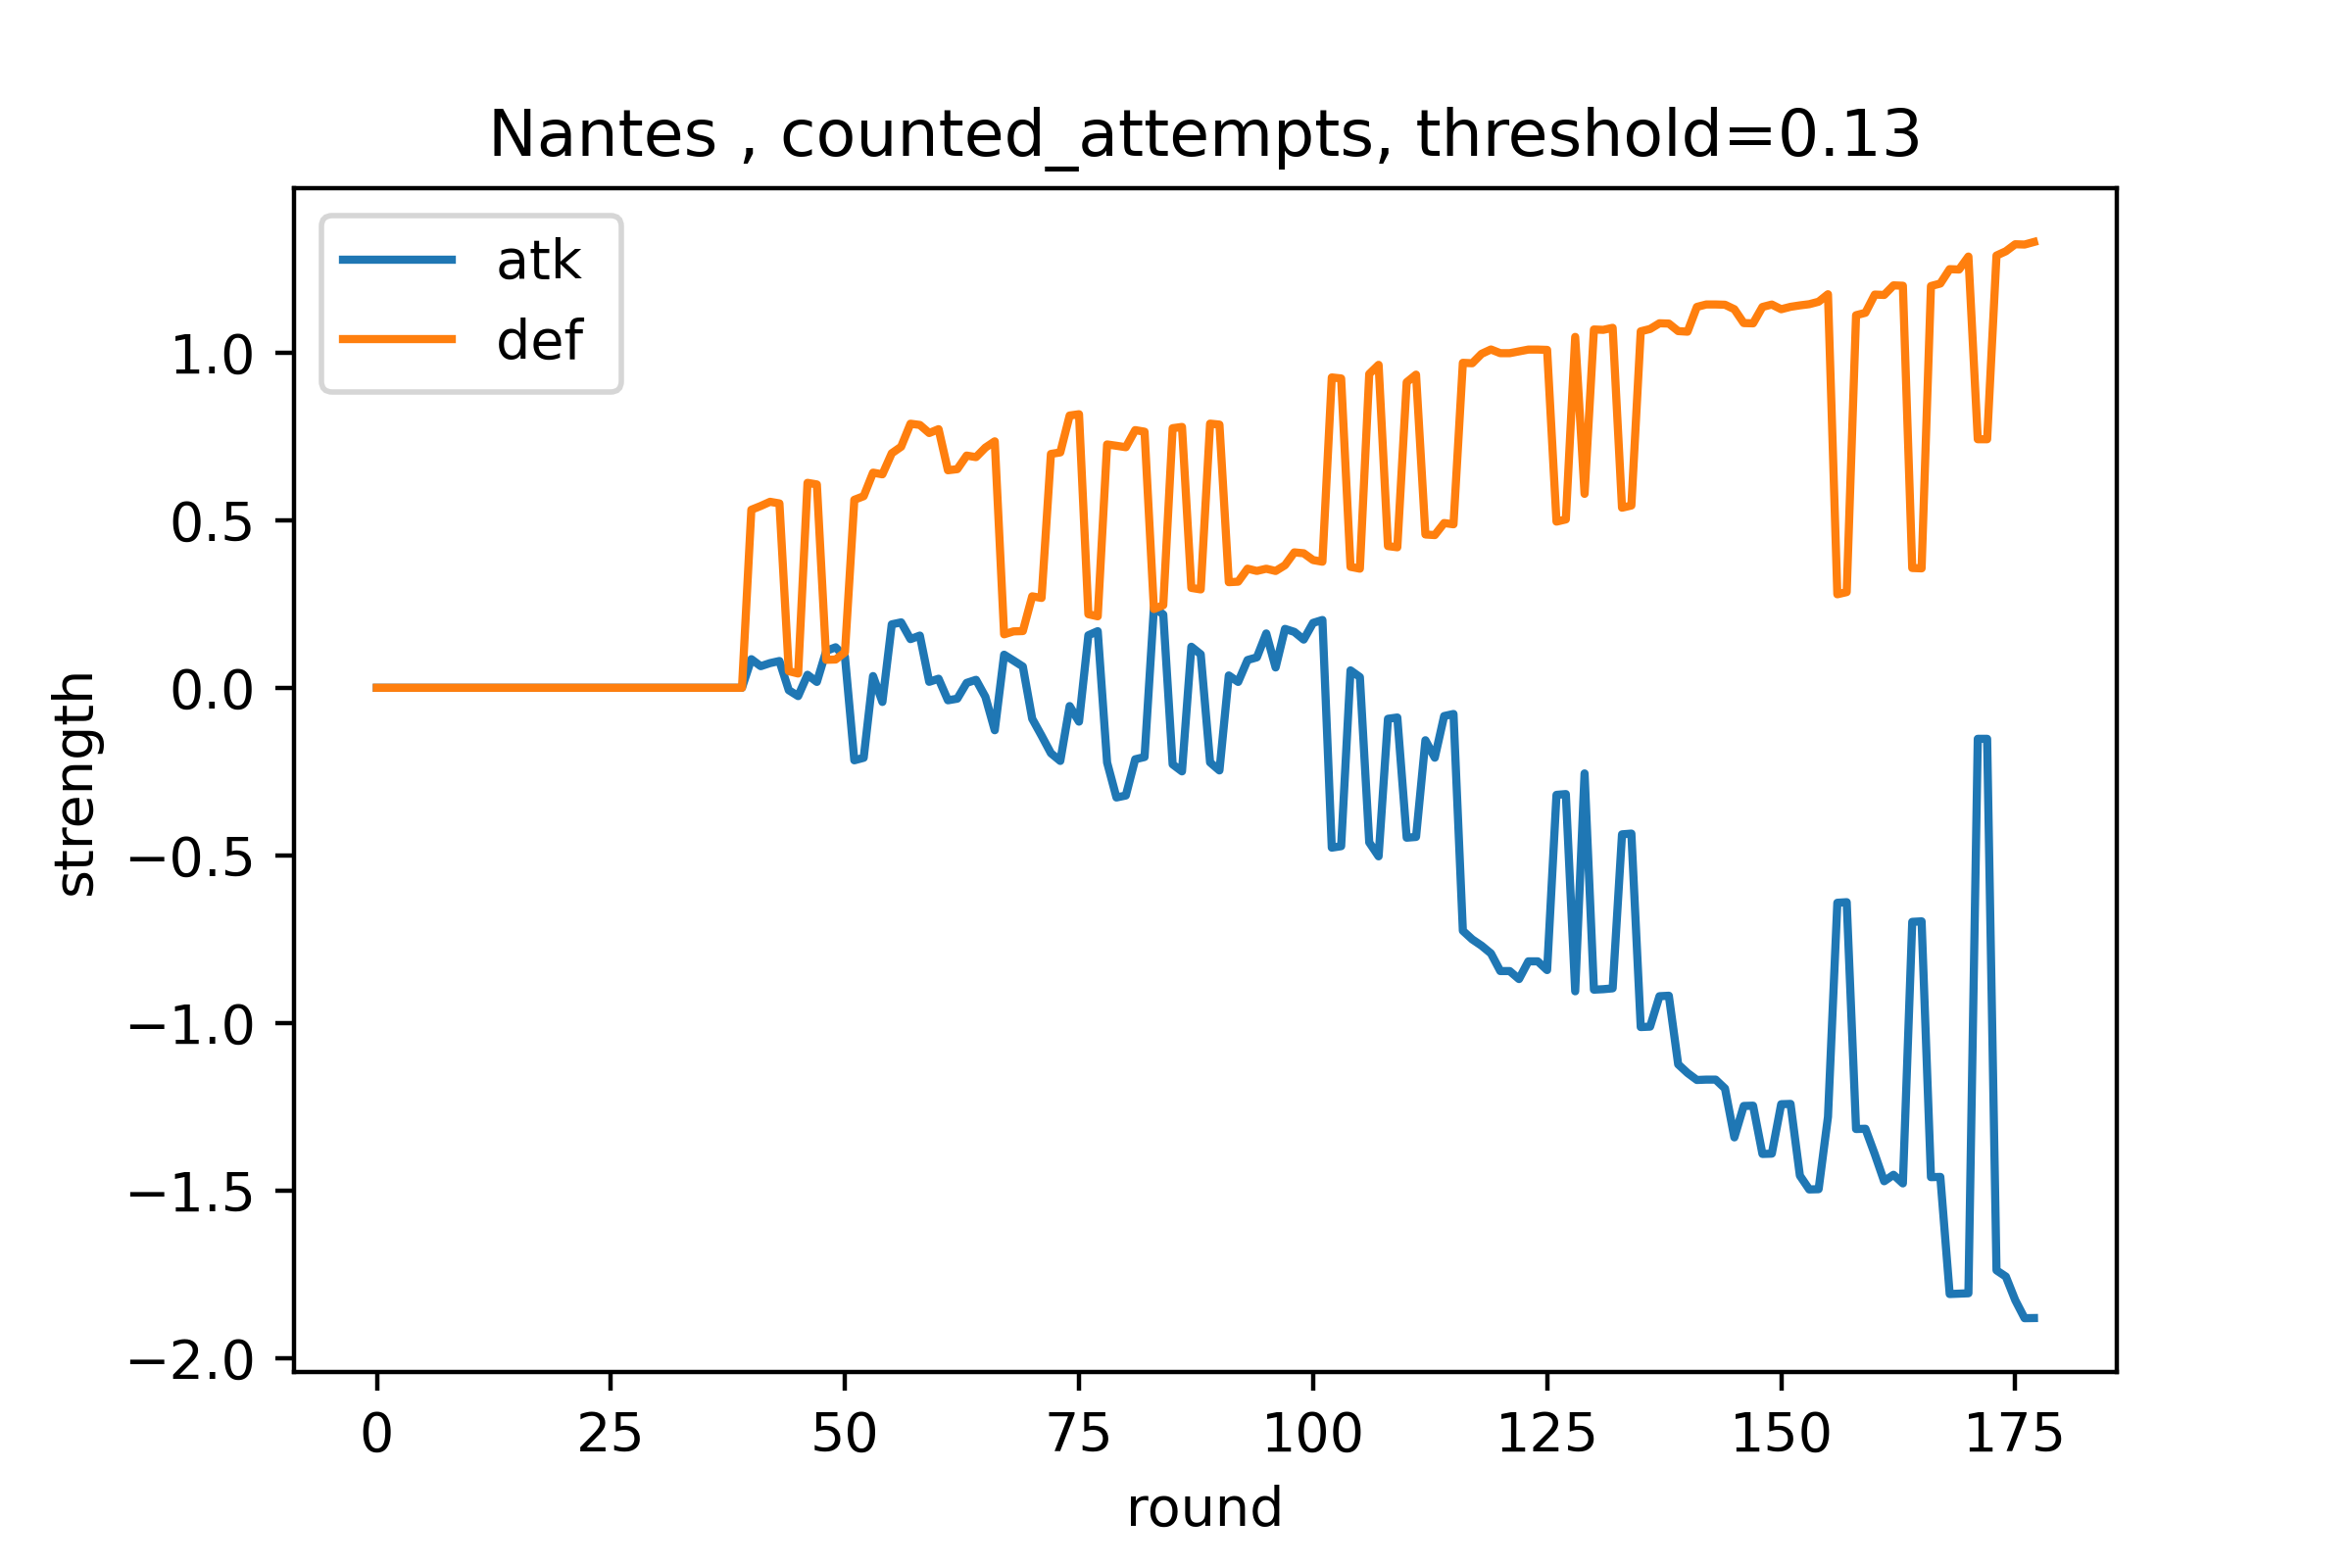 Nantes , counted_attempts, threshold=0.13
atk
def
1.0
0.5
0.0
−0.5
−1.0
−1.5
−2.0
strength
0 25 50 75 100 125 150 175
round